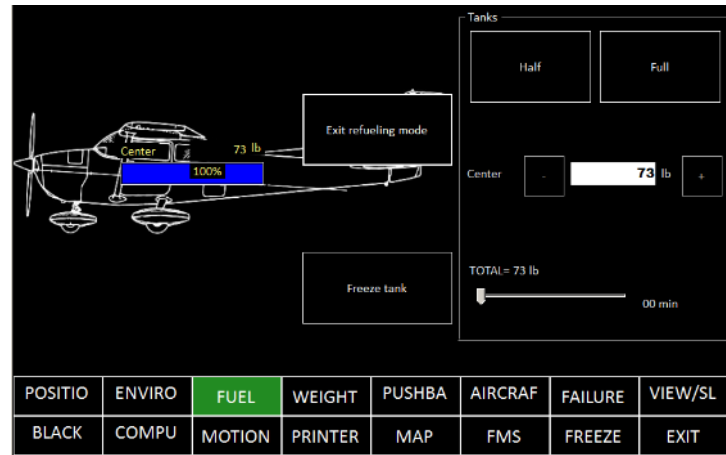 Tanks
Half
Full
Exit refueling mode
Center
73 lb
100%
Center
-
73 lb
+
Freeze tank
TOTAL= 73 lb
00 min
POSITIO ENVIRO FUEL WEIGHT PUSHBA AIRCRAF FAILURE VIEW/SL
BLACK COMPU MOTION PRINTER MAP FMS FREEZE EXIT